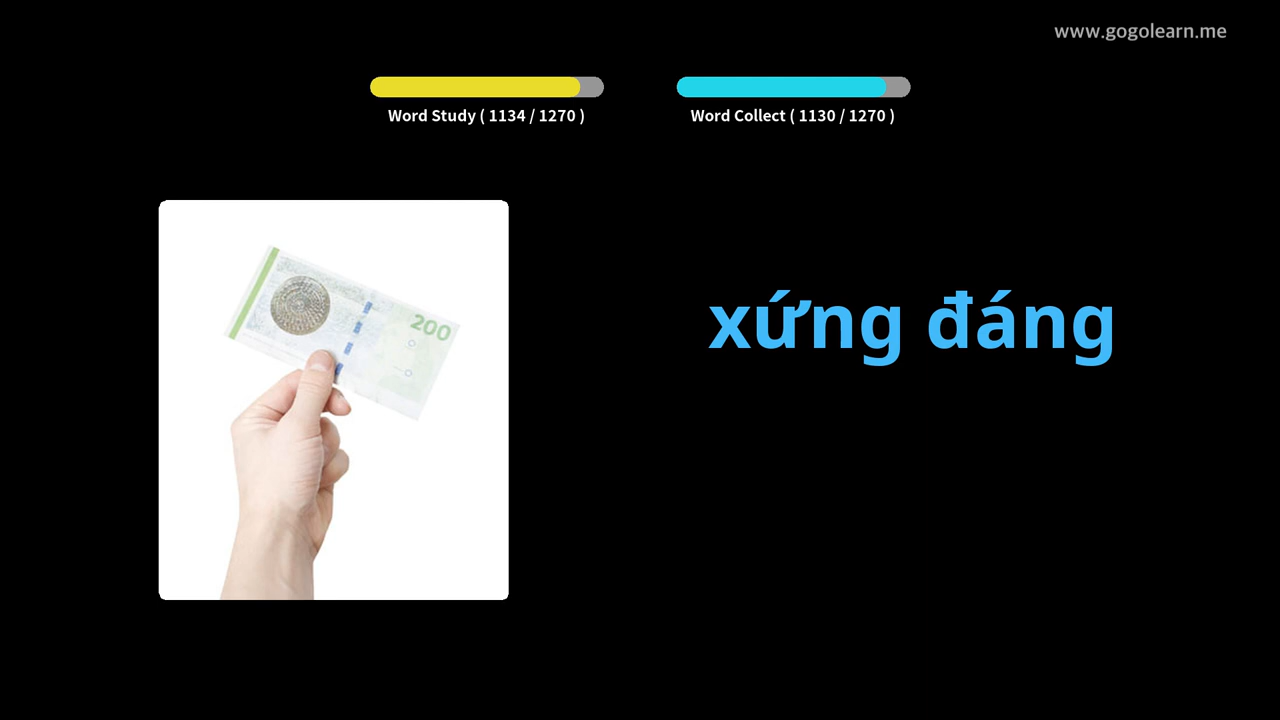 www.gogolearn.me
Word Study ( 1134 / 1270 )
Word Collect ( 1130 / 1270 )
200
xứng đáng